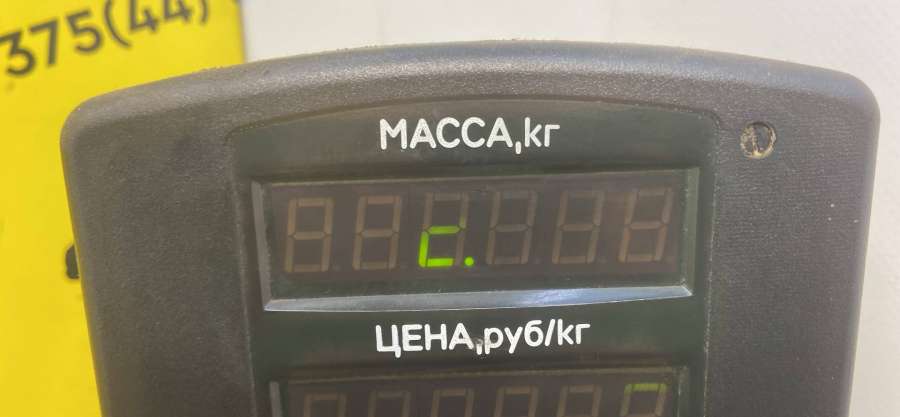 375(44)
МАССА,кг
c.
ЦЕНА,руб/кг